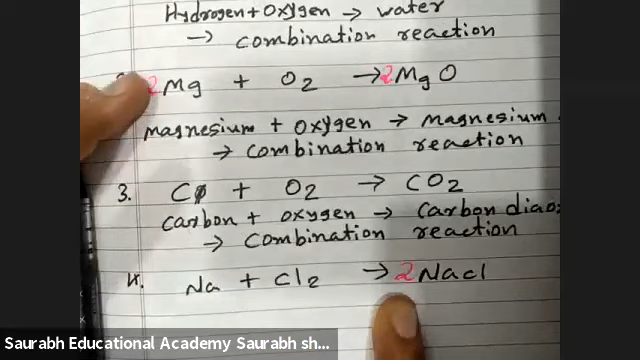 Hydrogen + Oxygen → water
→ combination reaction
2Mg + O2 → 2MgO
magnesium + oxygen → magnesium
→ combination reaction
3. C + O2 → CO2
carbon + oxygen → Carbon
→ combination reaction
4. Na + Cl2 → 2Nacl
Saurabh Educational Academy Saurabh sh...